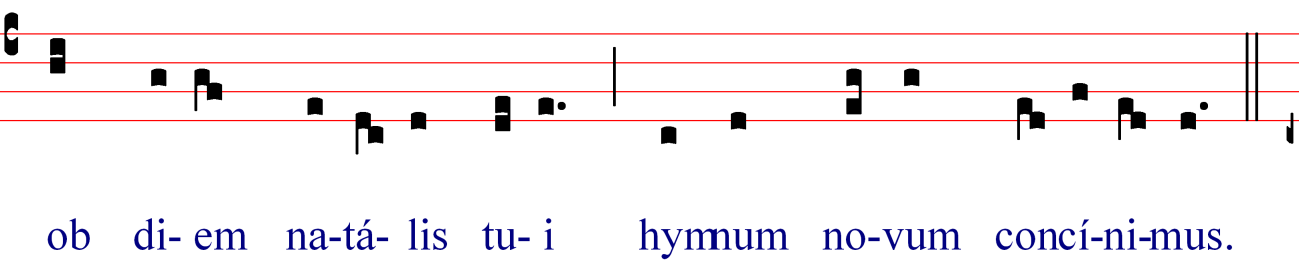 ob di- em na-tá- lis tu- i hymnum no-vum concí-ni-mus.